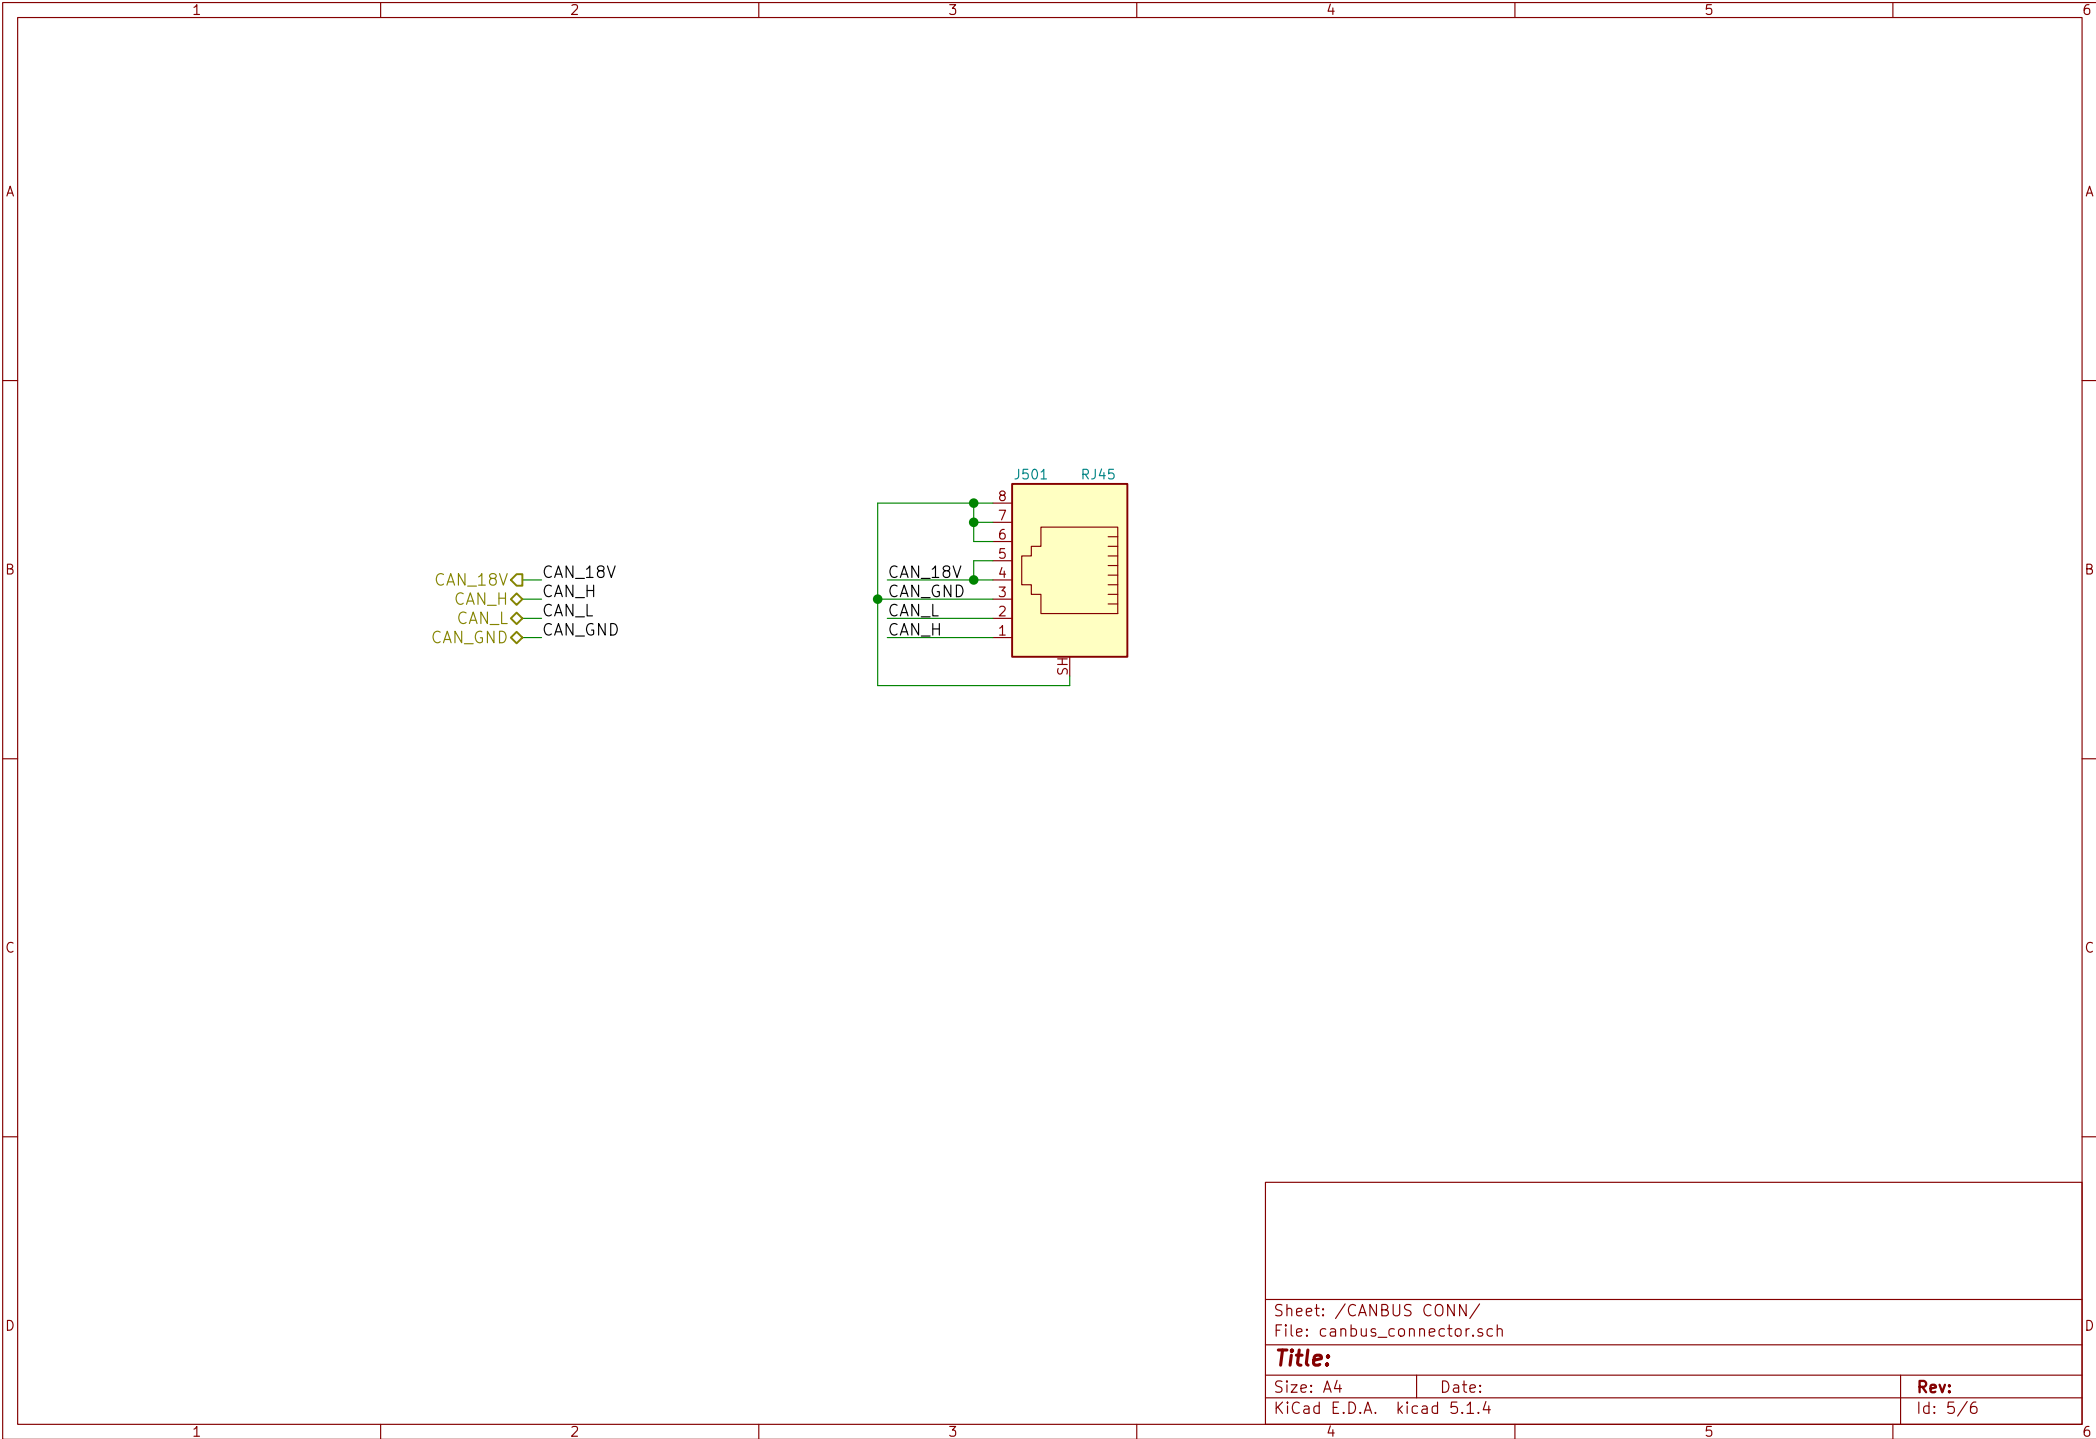 1 2 3 4 5 6
A A
J501 RJ45
8
7
6
5
B B
CAN_18V CAN_18V CAN_18V 4
CAN_H CAN_H CAN_GND 3
CAN_L CAN_L CAN_L 2
CAN_GND CAN_GND CAN_H 1
SH
C C
Sheet: /CANBUS CONN/
D D
File: canbus_connector.sch
Title:
Size: A4 Date: Rev:
KiCad E.D.A. kicad 5.1.4 Id: 5/6
1 2 3 4 5 6